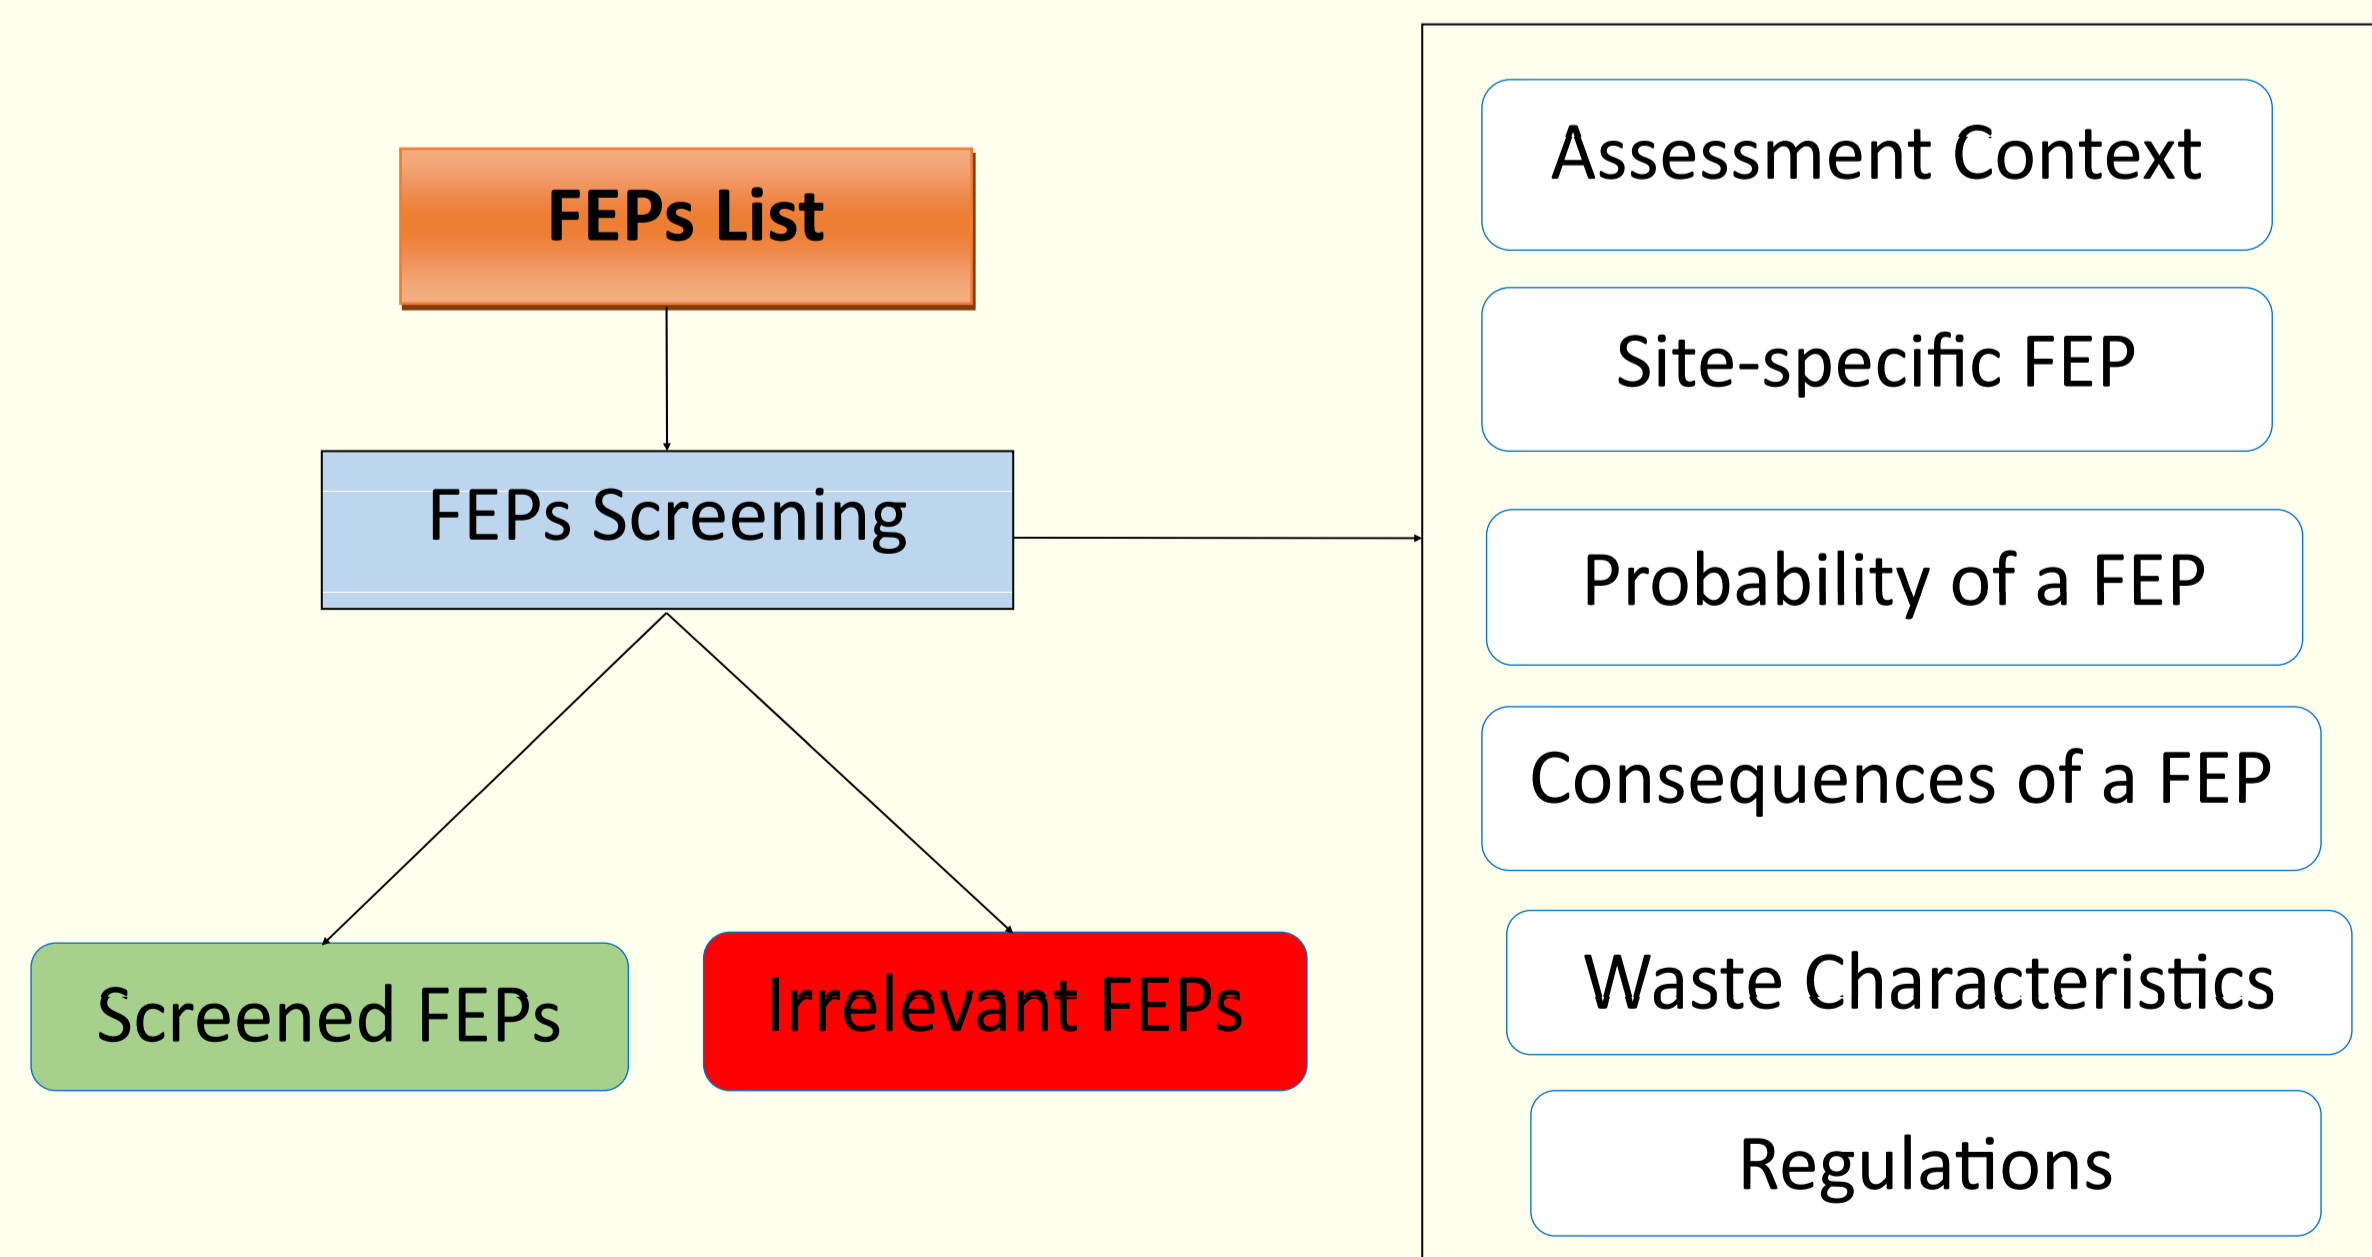 FEPs List
FEPs Screening
Screened FEPs
Irrelevant FEPs
Assessment Context
Site-specific FEP
Probability of a FEP
Consequences of a FEP
Waste Characteristics
Regulations